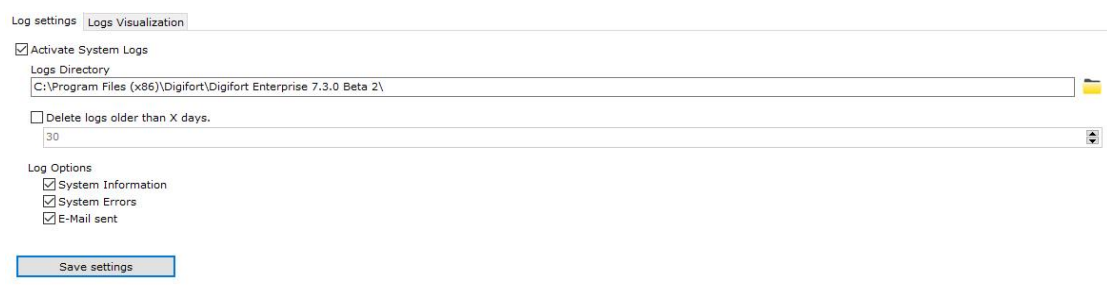 Log settings Logs Visualization
Activate System Logs
Logs Directory
C:\Program Files (x86)\Digifort\Digifort Enterprise 7.3.0 Beta 2\
Delete logs older than X days.
30
Log Options
System Information
System Errors
E-Mail sent
Save settings